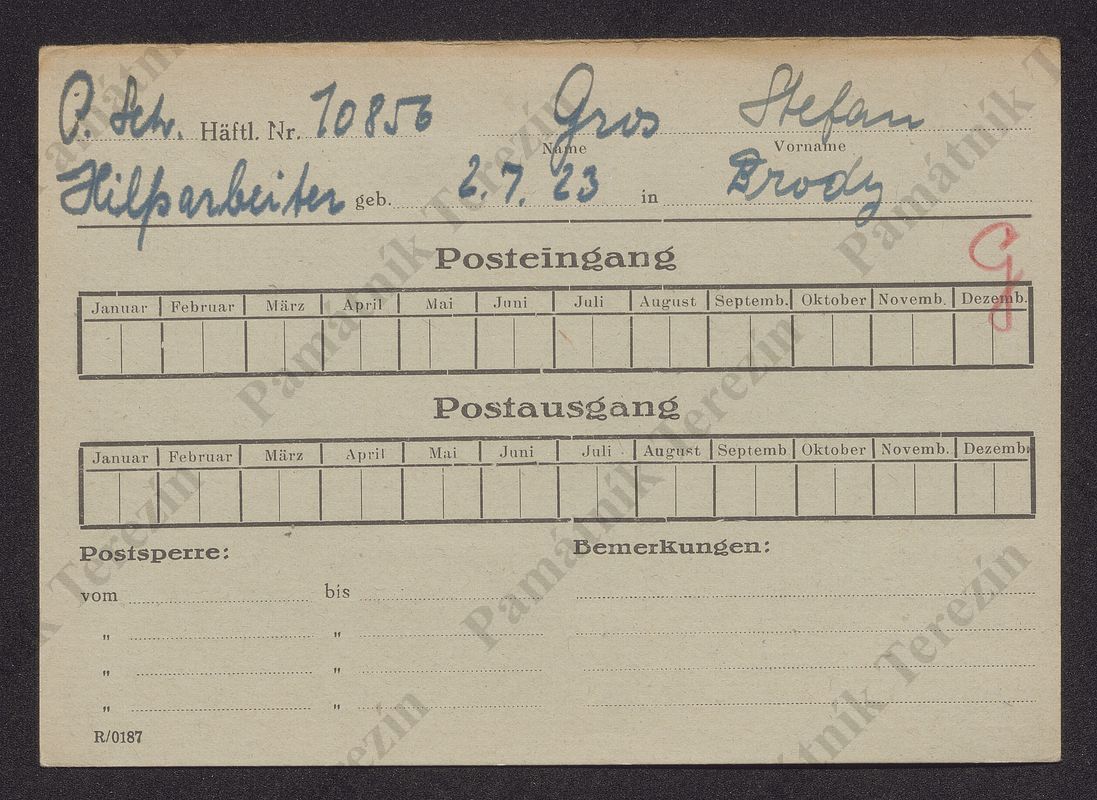 P. Sch. Häftl. Nr. 10856 Gros Stefan
Name Vorname
Hilfsarbeiter geb. 2.7.23 in Brody
Posteingang
G
Januar Februar März April Mai Juni Juli August Septemb. Oktober Novemb. Dezemb.
Postausgang
Januar Februar März April Mai Juni Juli August Septemb Oktober Novemb. Dezemb
Postsperre: Bemerkungen:
vom bis
" "
" "
" "
R/0187
Památník Terezín